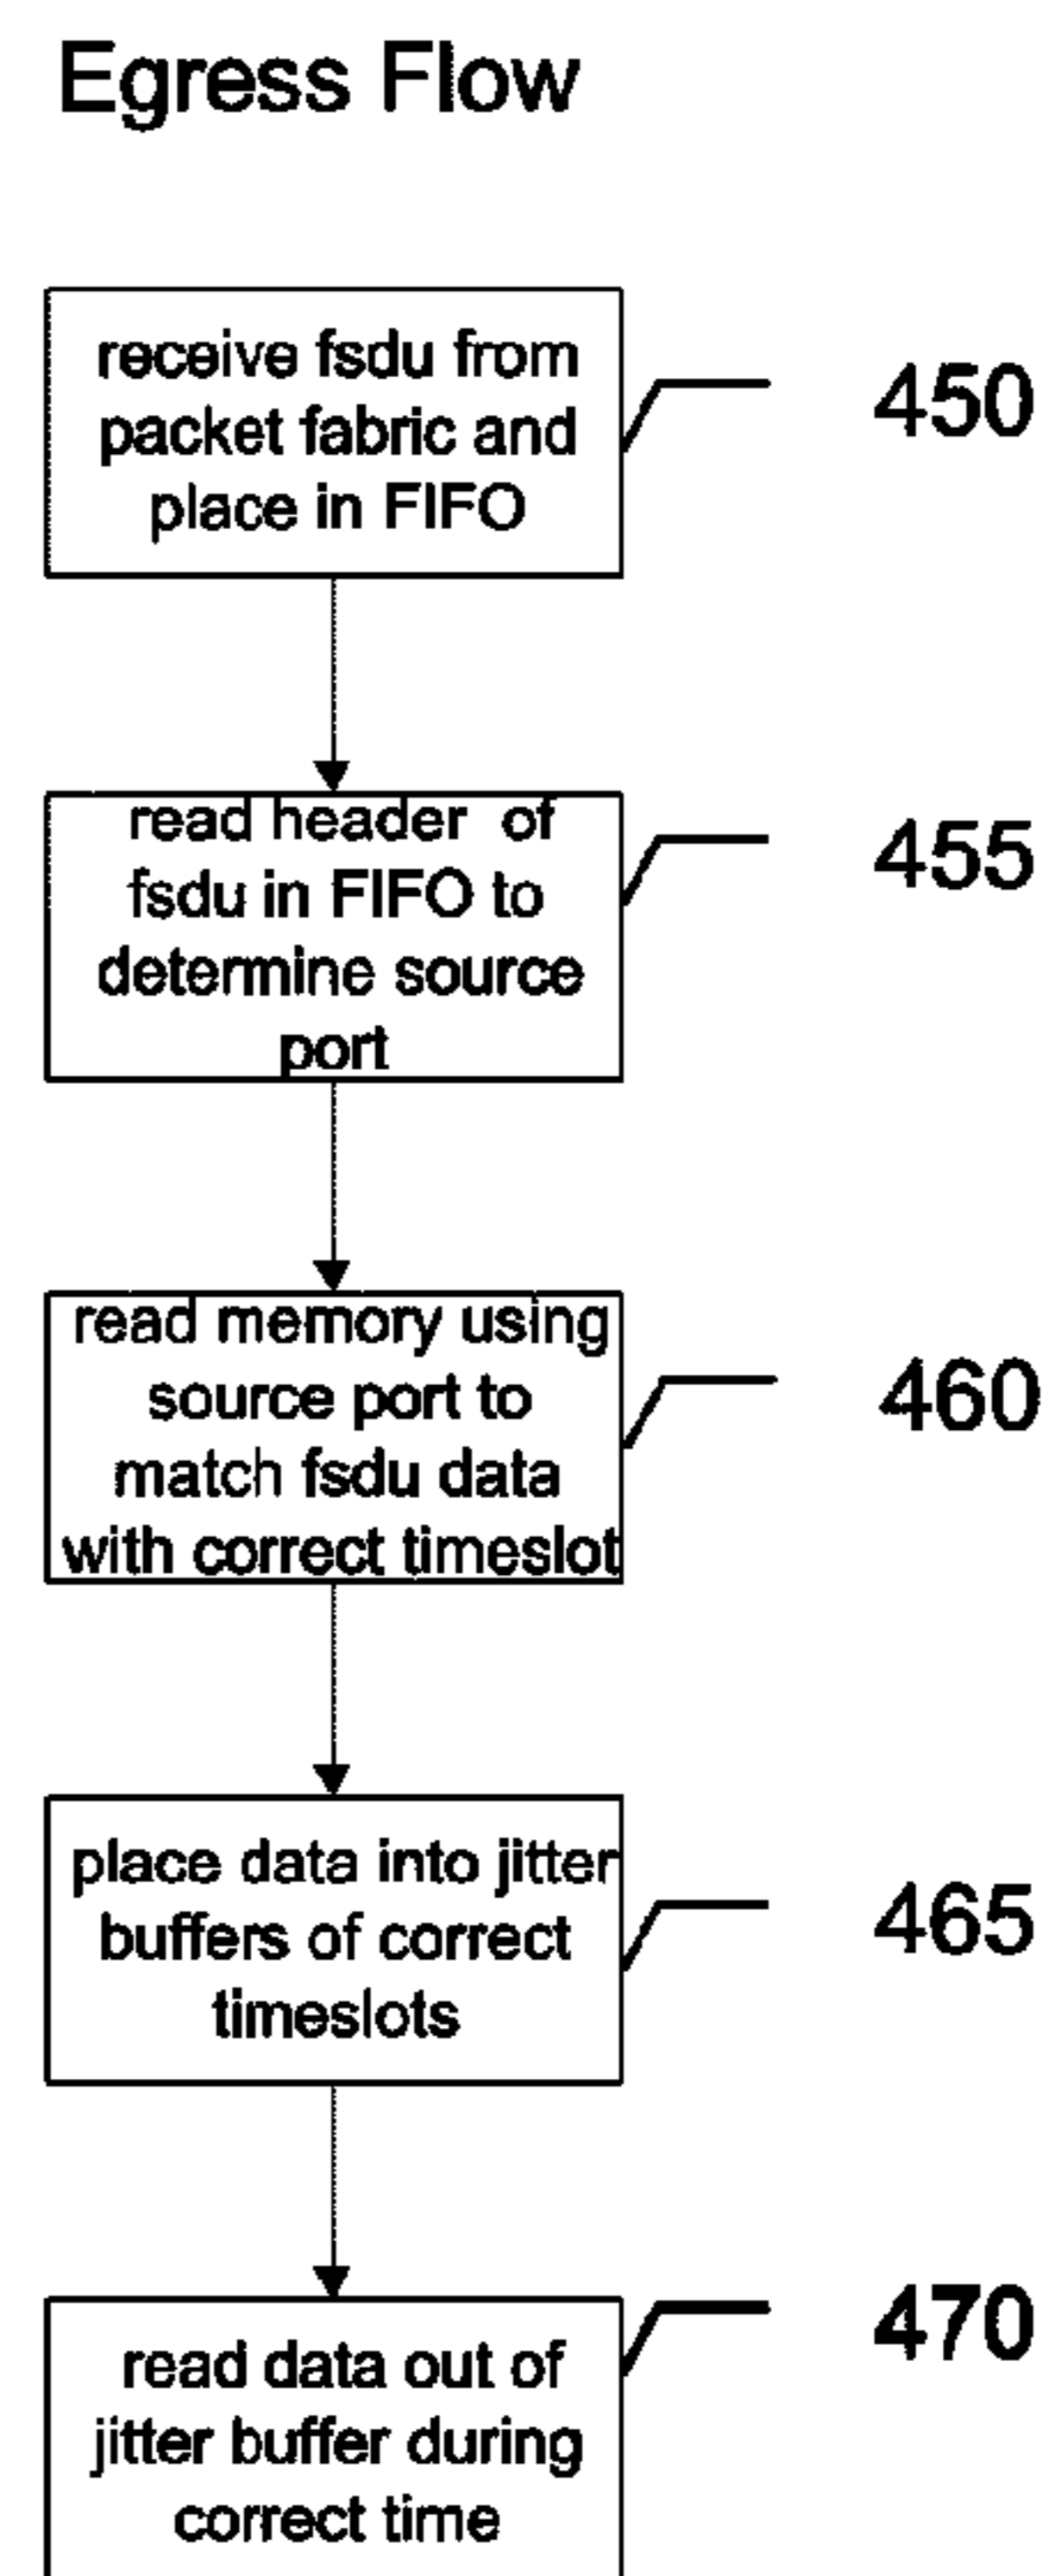 Egress Flow
receive fsdu from
packet fabric and
place in FIFO
450
read header of
fsdu in FIFO to
determine source
port
455
read memory using
source port to
match fsdu data
with correct timeslot
460
place data into jitter
buffers of correct
timeslots
465
read data out of
jitter buffer during
correct time
470